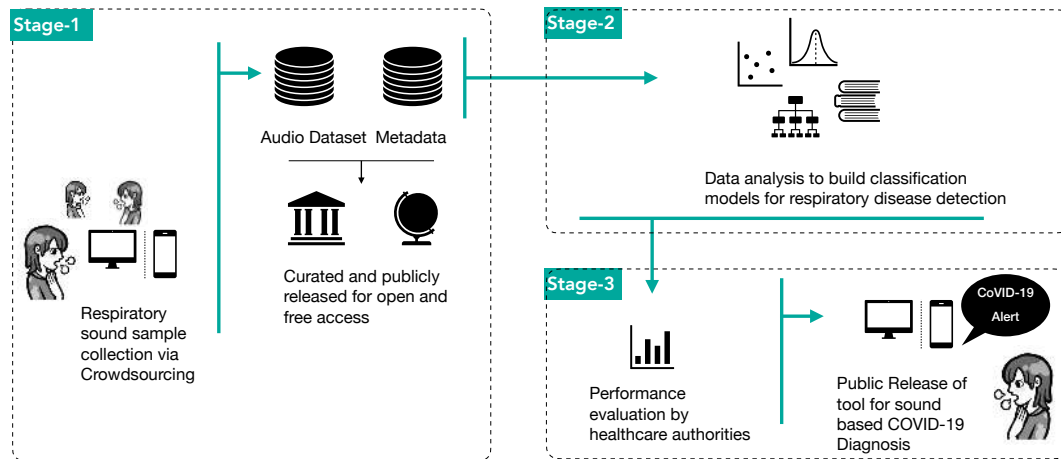 Stage-1
Audio Dataset Metadata
Curated and publicly
released for open and
free access
Respiratory
sound sample
collection via
Crowdsourcing
Stage-2
Data analysis to build classification
models for respiratory disease detection
Stage-3
Performance
evaluation by
healthcare authorities
CoVID-19
Alert
Public Release of
tool for sound
based COVID-19
Diagnosis